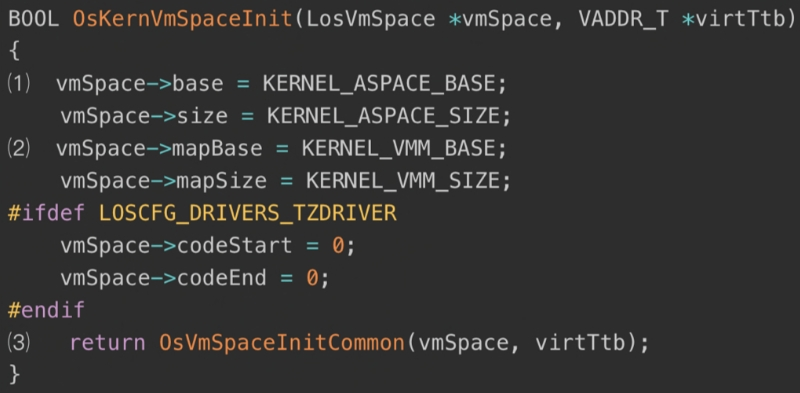 BOOL OsKernVmSpaceInit(LosVmSpace *vmSpace, VADDR_T *virtTtb)
{
⑴ vmSpace->base = KERNEL_ASPACE_BASE;
vmSpace->size = KERNEL_ASPACE_SIZE;
⑵ vmSpace->mapBase = KERNEL_VMM_BASE;
vmSpace->mapSize = KERNEL_VMM_SIZE;
#ifdef LOSCFG_DRIVERS_TZDRIVER
vmSpace->codeStart = 0;
vmSpace->codeEnd = 0;
#endif
⑶ return OsVmSpaceInitCommon(vmSpace, virtTtb);
}